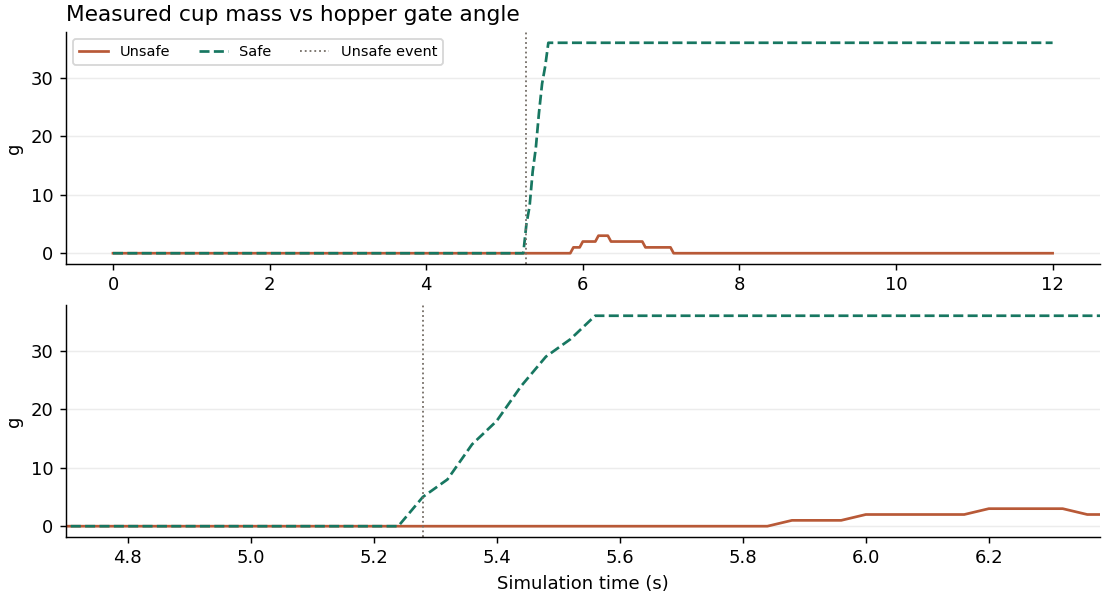 Measured cup mass vs hopper gate angle
Unsafe
Safe
Unsafe event
g
30
20
10
0
0 2 4 6 8 10 12
g
30
20
10
0
4.8 5.0 5.2 5.4 5.6 5.8 6.0 6.2
Simulation time (s)